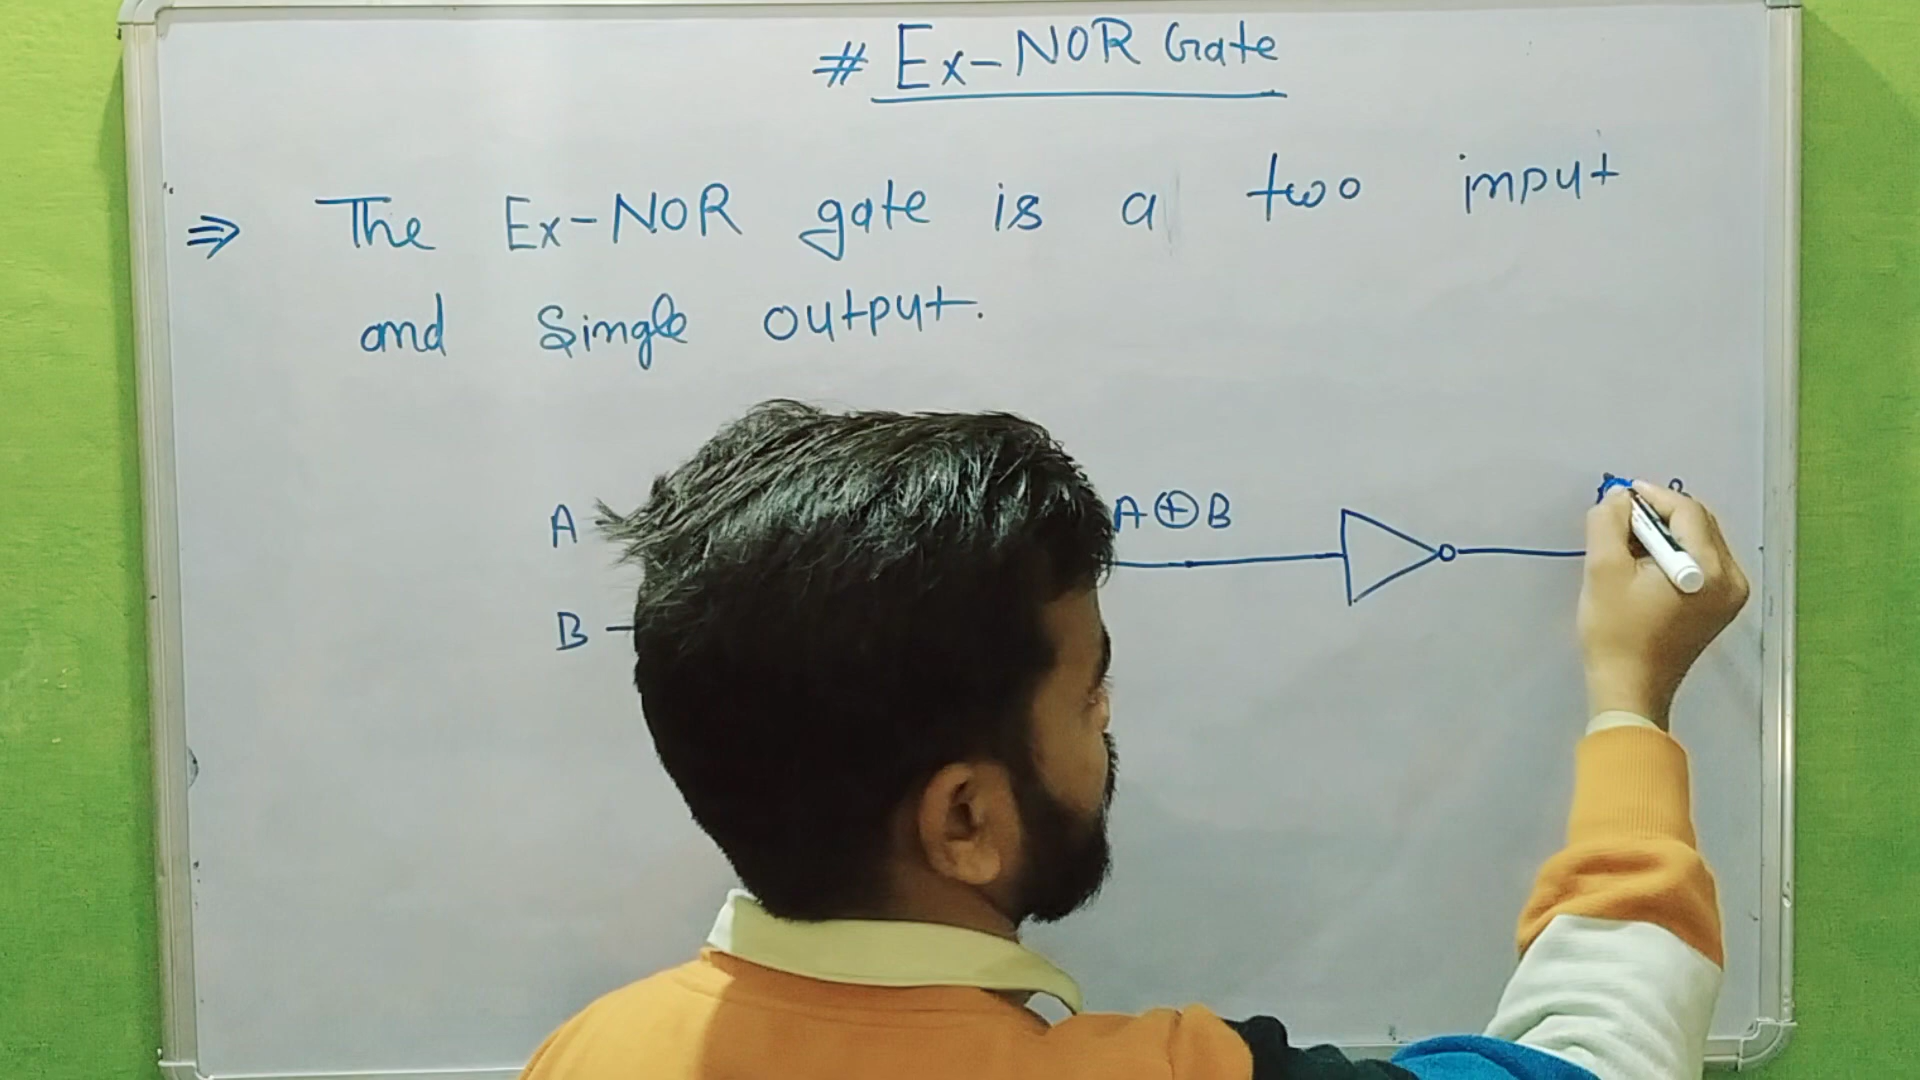 # Ex-NOR Gate
⇒ The Ex-NOR gate is a two input
and Single output.
A
A⊕B
B